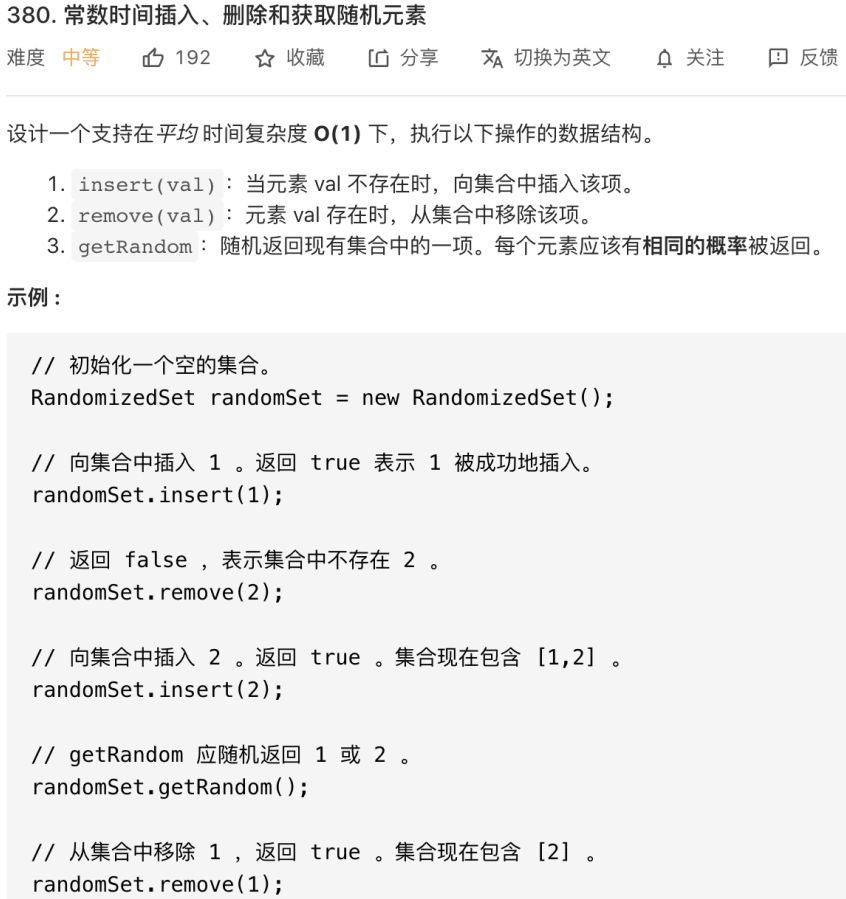 380. 常数时间插入、删除和获取随机元素
难度 中等 192 收藏 分享 切换为英文 关注 反馈
设计一个支持在平均 时间复杂度 O(1) 下，执行以下操作的数据结构。
1. insert(val)：当元素 val 不存在时，向集合中插入该项。
2. remove(val)：元素 val 存在时，从集合中移除该项。
3. getRandom：随机返回现有集合中的一项。每个元素应该有相同的概率被返回。
示例 :
// 初始化一个空的集合。
RandomizedSet randomSet = new RandomizedSet();
// 向集合中插入 1 。返回 true 表示 1 被成功地插入。
randomSet.insert(1);
// 返回 false ，表示集合中不存在 2 。
randomSet.remove(2);
// 向集合中插入 2 。返回 true 。集合现在包含 [1,2] 。
randomSet.insert(2);
// getRandom 应随机返回 1 或 2 。
randomSet.getRandom();
// 从集合中移除 1 ，返回 true 。集合现在包含 [2] 。
randomSet.remove(1);